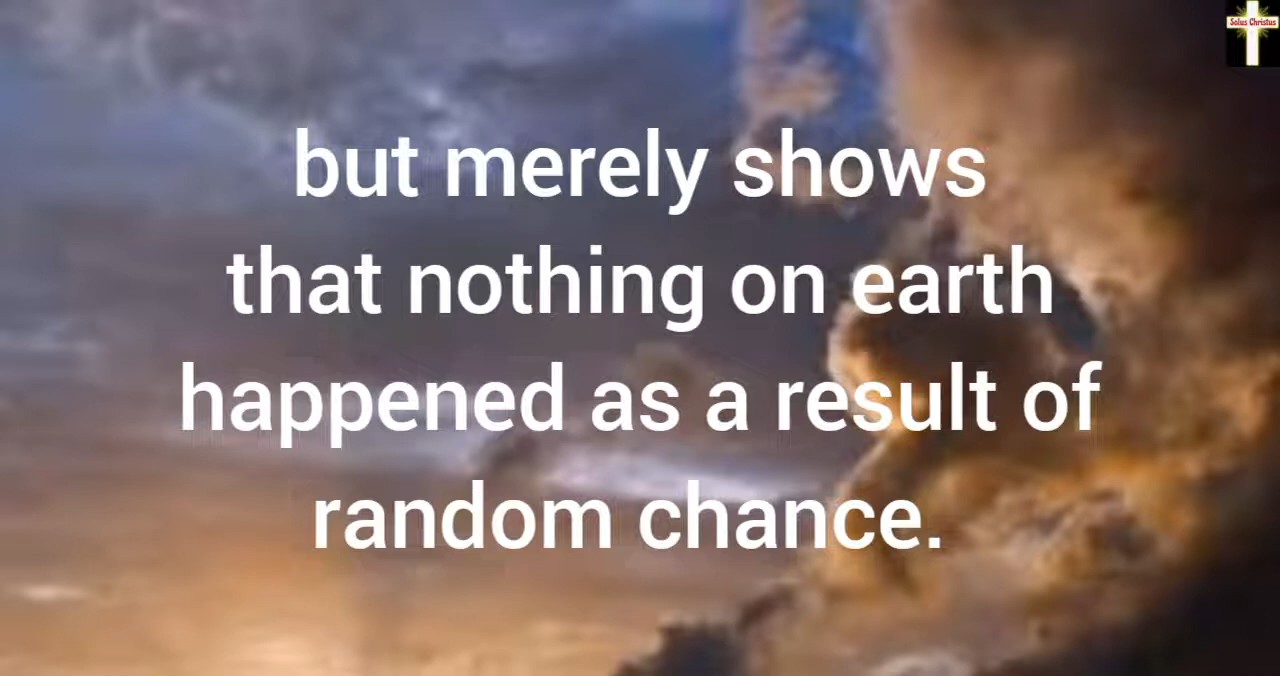 Solus Christus
but merely shows
that nothing on earth
happened as a result of
random chance.